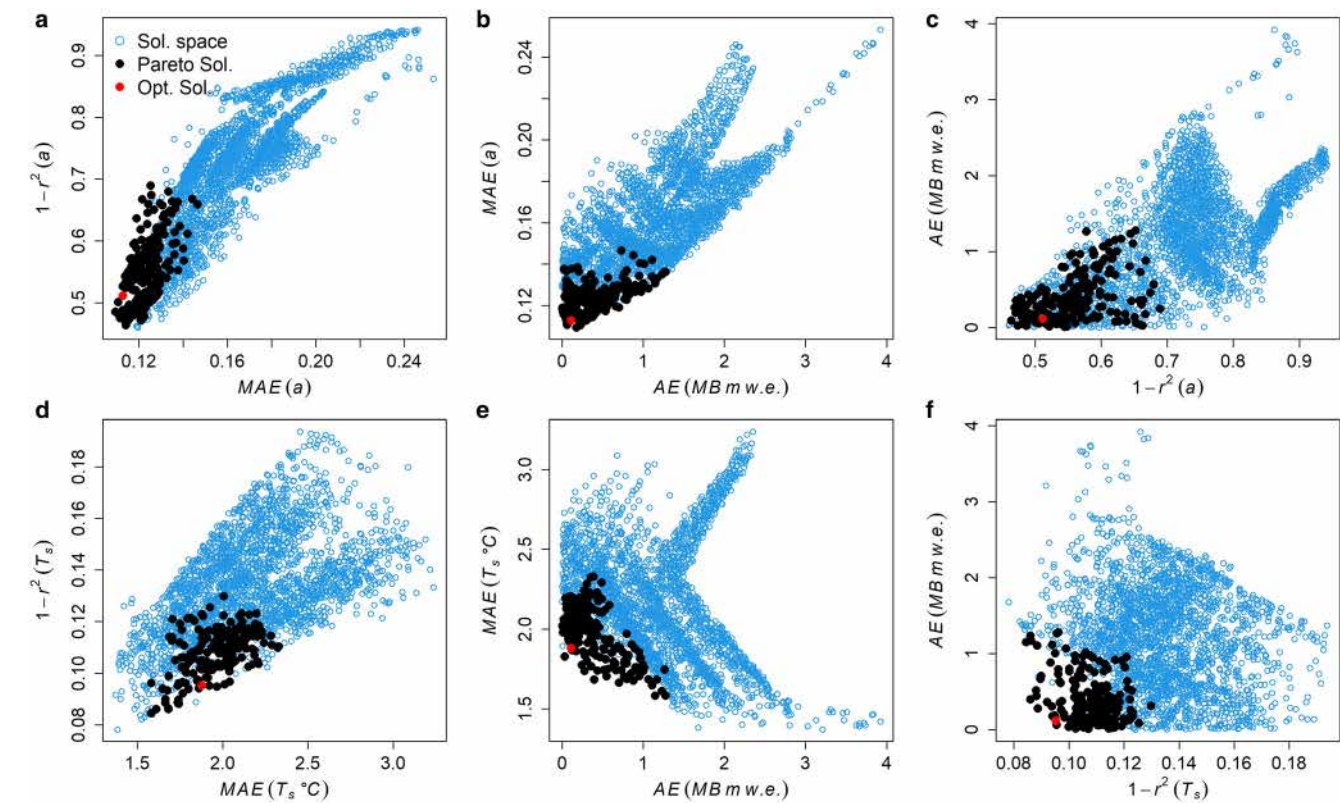 a
Sol. space
Pareto Sol.
Opt. Sol.
1−r² (a)
0.5 0.6 0.7 0.8 0.9
0.12 0.16 0.20 0.24
MAE (a)
b
MAE (a)
0.12 0.16 0.20 0.24
0 1 2 3 4
AE (MB m w.e.)
c
AE (MB m w.e.)
0 1 2 3 4
0.5 0.6 0.7 0.8 0.9
1−r² (a)
d
1−r² (Tₛ)
0.08 0.10 0.12 0.14 0.16 0.18
1.5 2.0 2.5 3.0
MAE (Tₛ °C)
e
MAE (Tₛ °C)
1.5 2.0 2.5 3.0
0 1 2 3 4
AE (MB m w.e.)
f
AE (MB m w.e.)
0 1 2 3 4
0.08 0.10 0.12 0.14 0.16 0.18
1−r² (Tₛ)